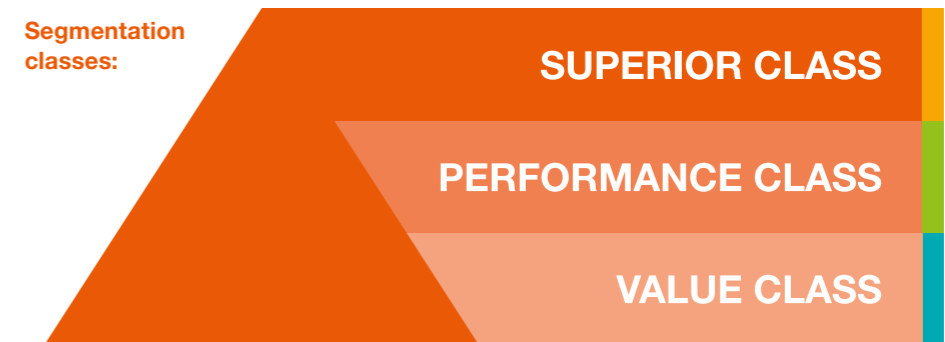 Segmentation
classes:
SUPERIOR CLASS
PERFORMANCE CLASS
VALUE CLASS